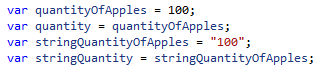 var quantityOfApples = 100;
var quantity = quantityOfApples;
var stringQuantityOfApples = "100";
var stringQuantity = stringQuantityOfApples;